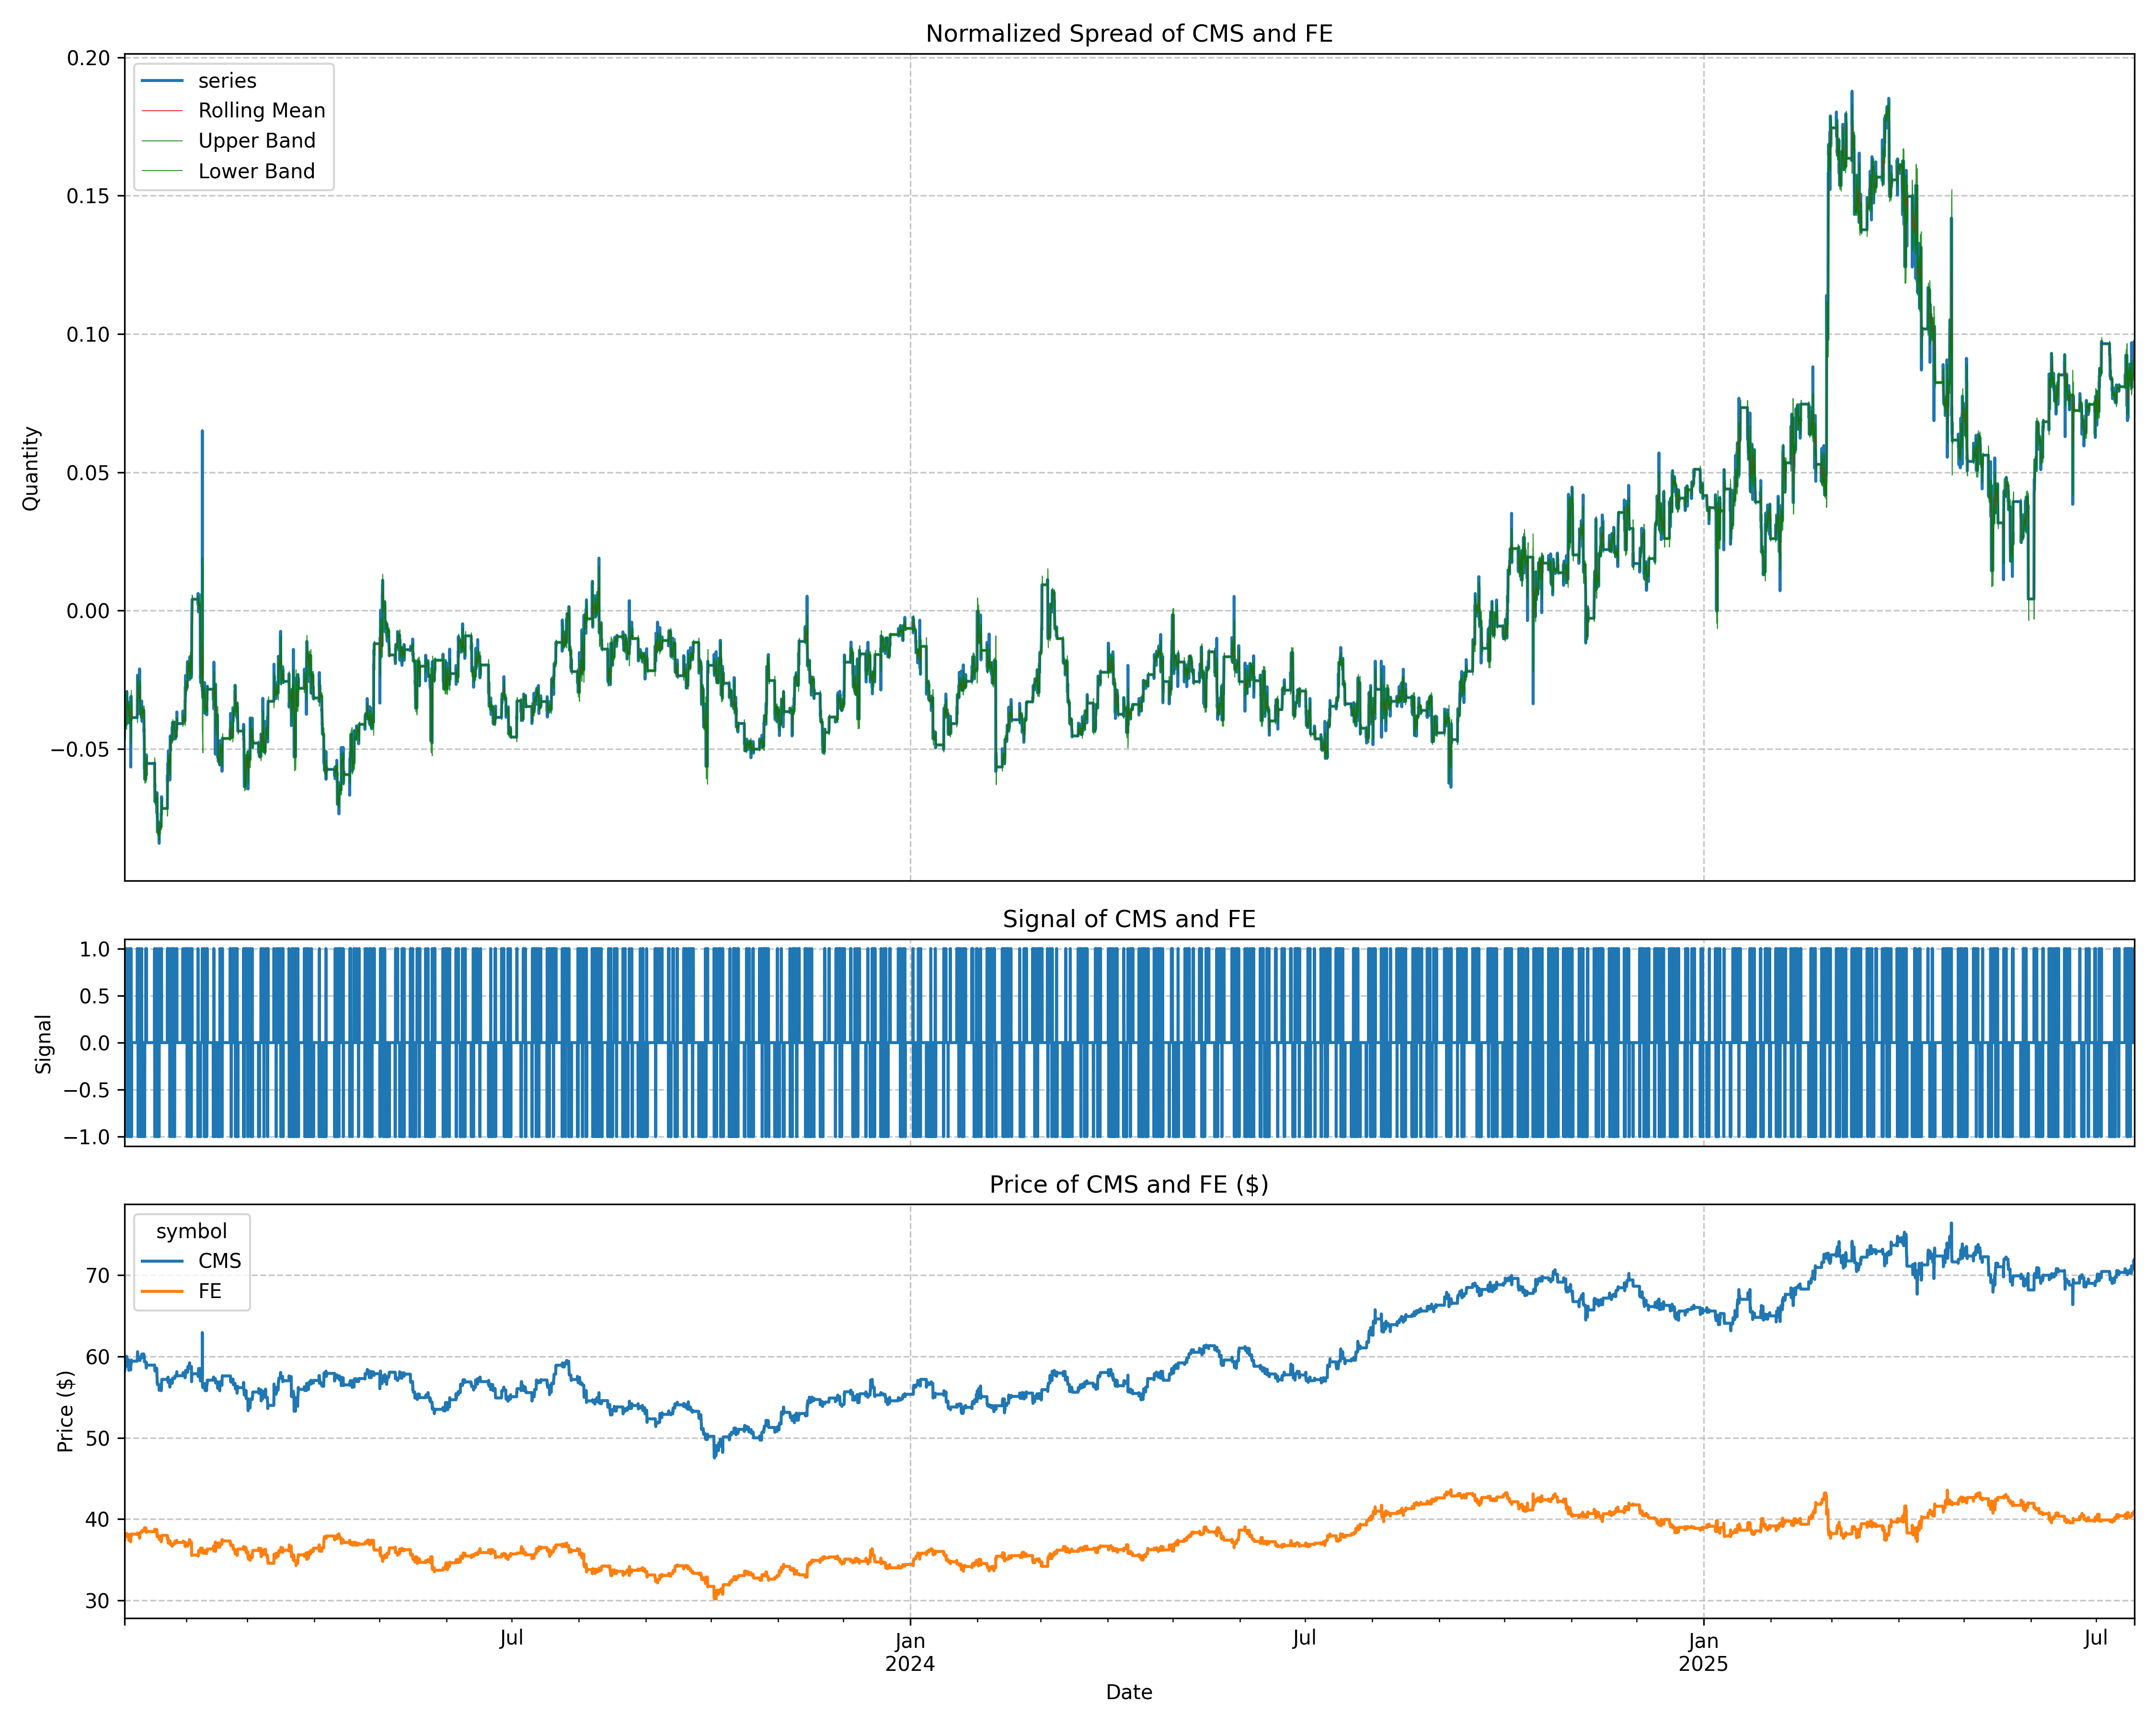 Normalized Spread of CMS and FE
0.20
0.15
0.10
0.05
0.00
−0.05
Quantity
series
Rolling Mean
Upper Band
Lower Band
Signal of CMS and FE
1.0
0.5
0.0
−0.5
−1.0
Signal
Price of CMS and FE ($)
symbol
CMS
FE
70
60
50
40
30
Price ($)
Jul
Jan
2024
Jul
Jan
2025
Jul
Date